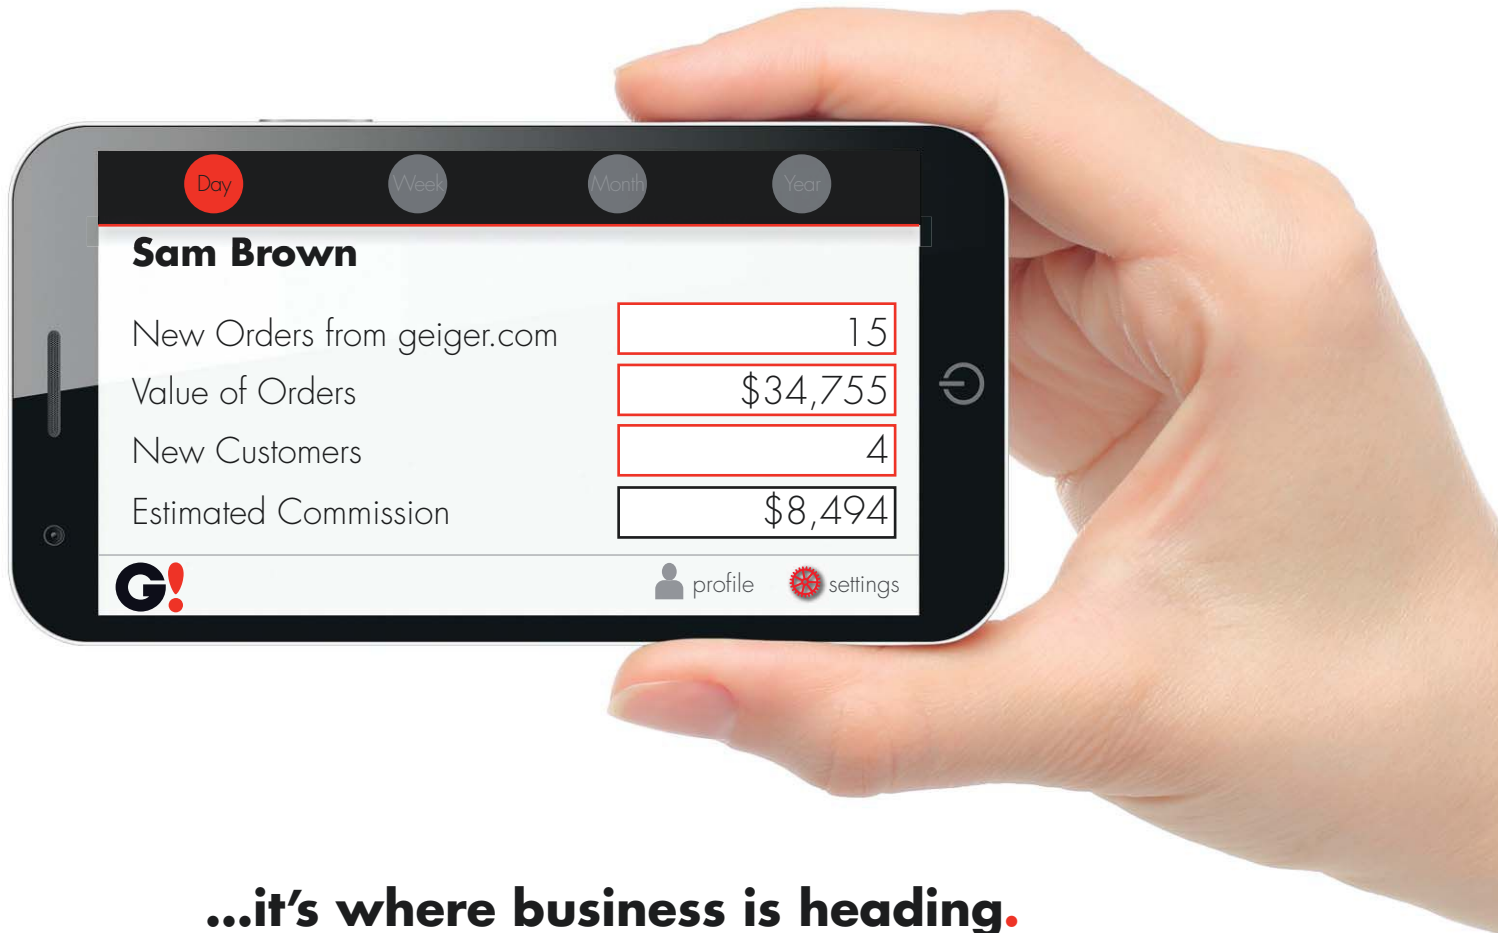 Day Week Month Year
Sam Brown
New Orders from geiger.com 15
Value of Orders $34,755
New Customers 4
Estimated Commission $8,494
G! profile settings
...it's where business is heading.